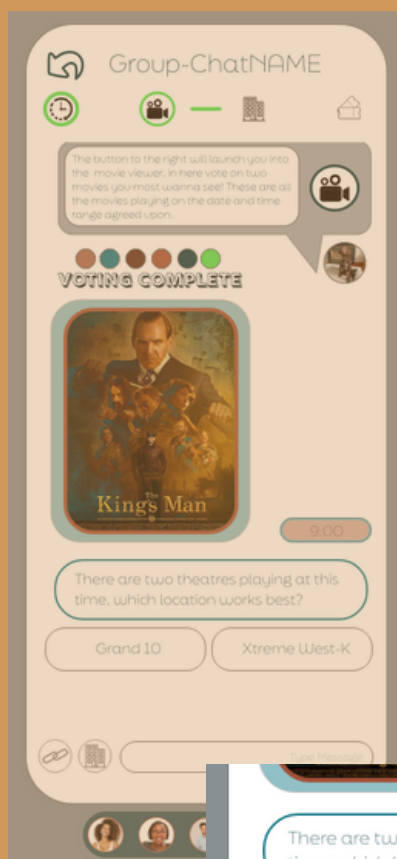 Group-ChatNAME
The button to the right will launch you into
the movie viewer, in here vote on two
movies you most wanna see! These are all
the movies playing on the date and time
range agreed upon.
VOTING COMPLETE
The
King's Man
9:00
There are two theatres playing at this
time, which location works best?
Grand 10
Xtreme West-K
Type Message
There are tw